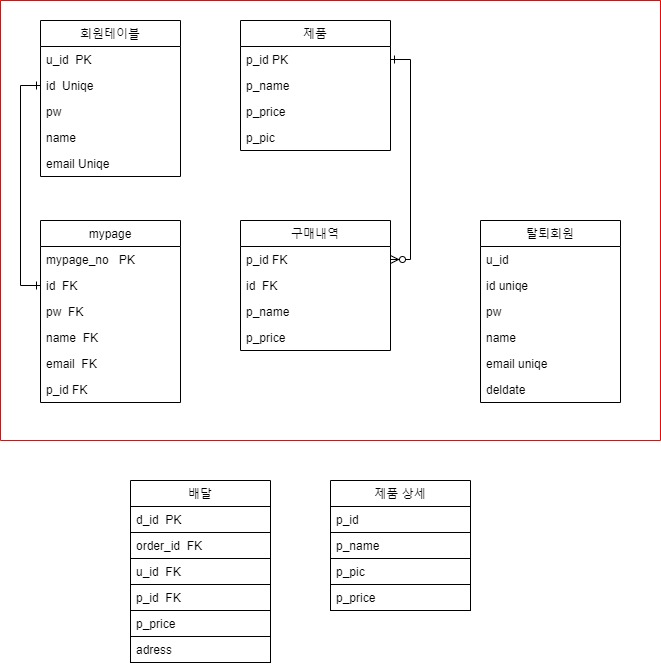 회원테이블
u_id PK
id Uniqe
pw
name
email Uniqe
제품
p_id PK
p_name
p_price
p_pic
mypage
mypage_no PK
id FK
pw FK
name FK
email FK
p_id FK
구매내역
p_id FK
id FK
p_name
p_price
탈퇴회원
u_id
id uniqe
pw
name
email uniqe
deldate
배달
d_id PK
order_id FK
u_id FK
p_id FK
p_price
adress
제품 상세
p_id
p_name
p_pic
p_price